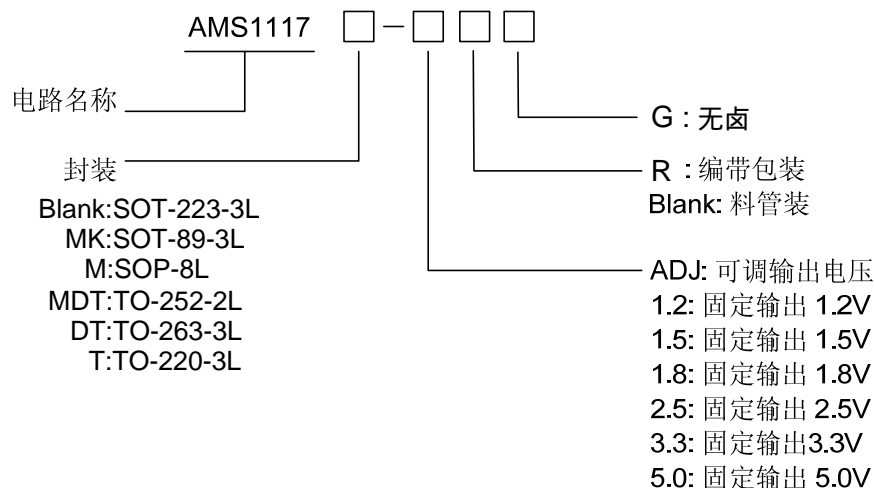 AMS1117 □-□□□
电路名称
封装
Blank:SOT-223-3L
MK:SOT-89-3L
M:SOP-8L
MDT:TO-252-2L
DT:TO-263-3L
T:TO-220-3L
G : 无卤
R : 编带包装
Blank: 料管装
ADJ: 可调输出电压
1.2: 固定输出 1.2V
1.5: 固定输出 1.5V
1.8: 固定输出 1.8V
2.5: 固定输出 2.5V
3.3: 固定输出3.3V
5.0: 固定输出 5.0V